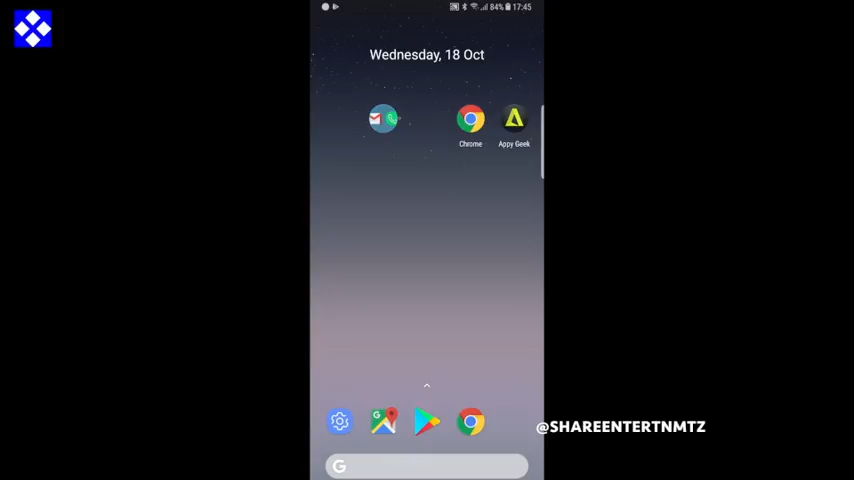 84% 17:45
Wednesday, 18 Oct
Chrome
Appy Geek
@SHAREENTERTNMTZ